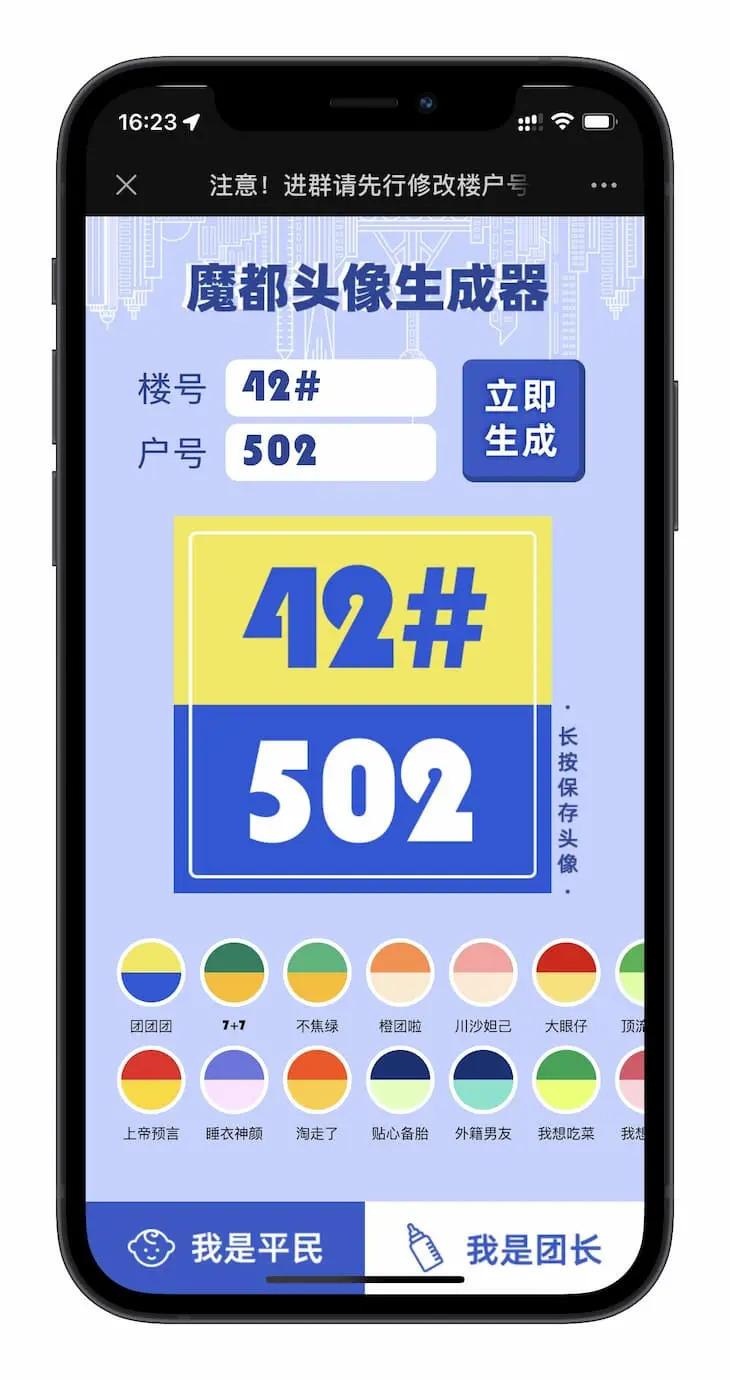 16:23
注意！进群请先行修改楼户号
魔都头像生成器
楼号 42#
户号 502
立即
生成
42#
502
·长按保存头像·
团团团 7+7 不焦绿 橙团啦 川沙妲己 大眼仔 顶流
上帝预言 睡衣神颜 淘走了 贴心备胎 外籍男友 我想吃菜 我想
我是平民 我是团长